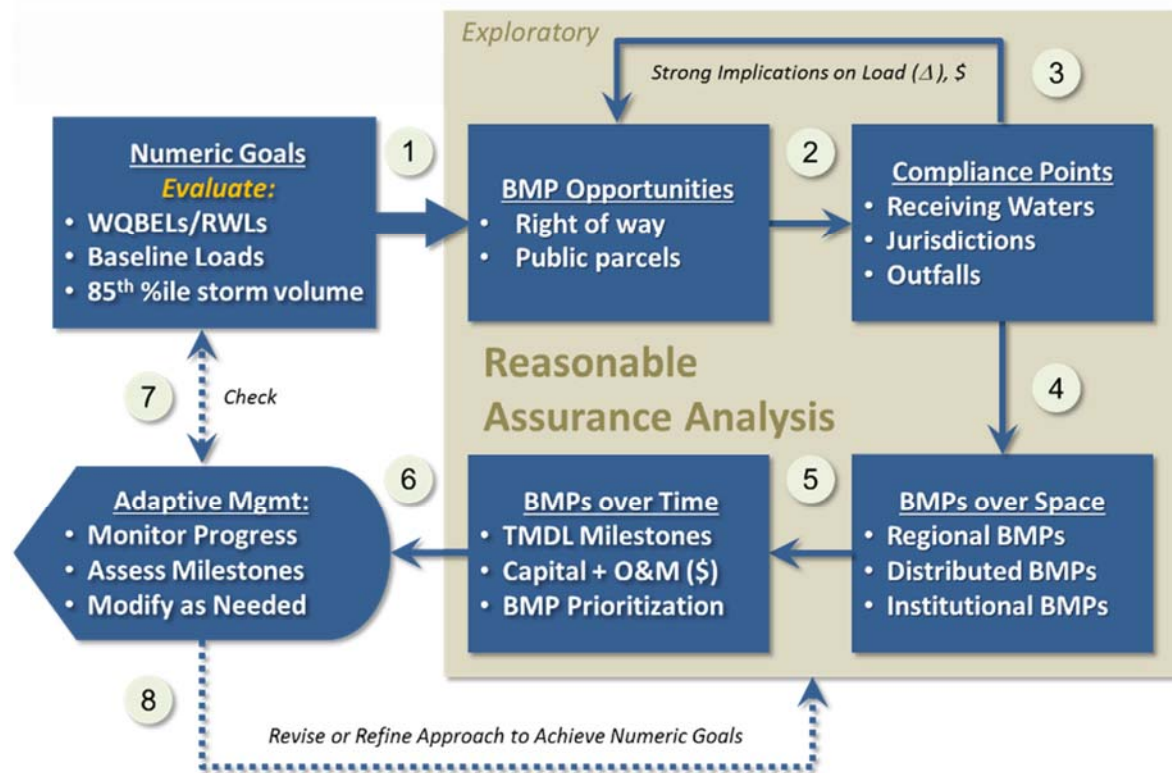 Exploratory
Strong Implications on Load (Δ), $
3
Numeric Goals
Evaluate:
• WQBELs/RWLs
• Baseline Loads
• 85th %ile storm volume
1
BMP Opportunities
• Right of way
• Public parcels
2
Compliance Points
• Receiving Waters
• Jurisdictions
• Outfalls
Reasonable
Assurance Analysis
4
7
Check
Adaptive Mgmt:
• Monitor Progress
• Assess Milestones
• Modify as Needed
6
BMPs over Time
• TMDL Milestones
• Capital + O&M ($)
• BMP Prioritization
5
BMPs over Space
• Regional BMPs
• Distributed BMPs
• Institutional BMPs
8
Revise or Refine Approach to Achieve Numeric Goals